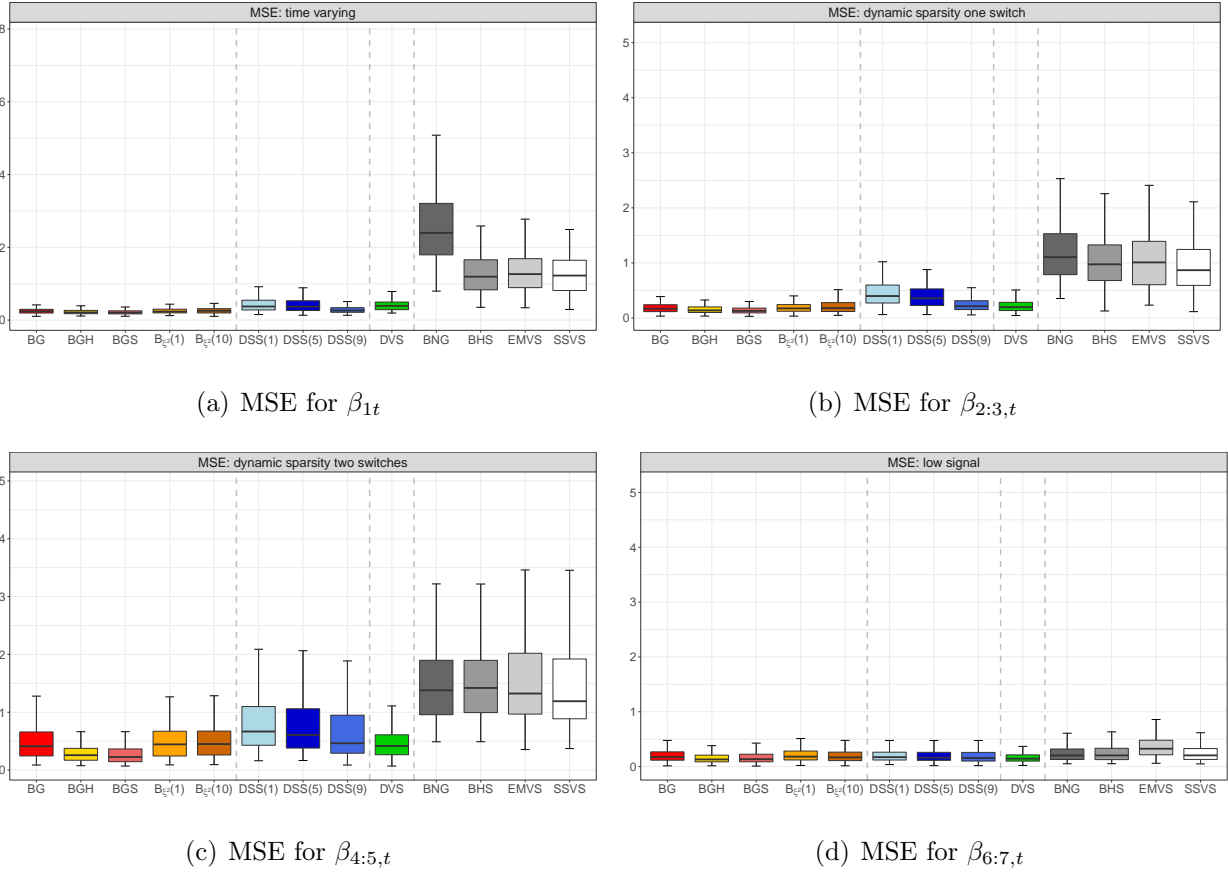 MSE: time varying
8
6
4
2
0
BG BGH BGS Bξ²(1) Bξ²(10) DSS(1) DSS(5) DSS(9) DVS BNG BHS EMVS SSVS
(a) MSE for β1t
MSE: dynamic sparsity one switch
5
4
3
2
1
0
BG BGH BGS Bξ²(1) Bξ²(10) DSS(1) DSS(5) DSS(9) DVS BNG BHS EMVS SSVS
(b) MSE for β2:3,t
MSE: dynamic sparsity two switches
5
4
3
2
1
0
BG BGH BGS Bξ²(1) Bξ²(10) DSS(1) DSS(5) DSS(9) DVS BNG BHS EMVS SSVS
(c) MSE for β4:5,t
MSE: low signal
5
4
3
2
1
0
BG BGH BGS Bξ²(1) Bξ²(10) DSS(1) DSS(5) DSS(9) DVS BNG BHS EMVS SSVS
(d) MSE for β6:7,t